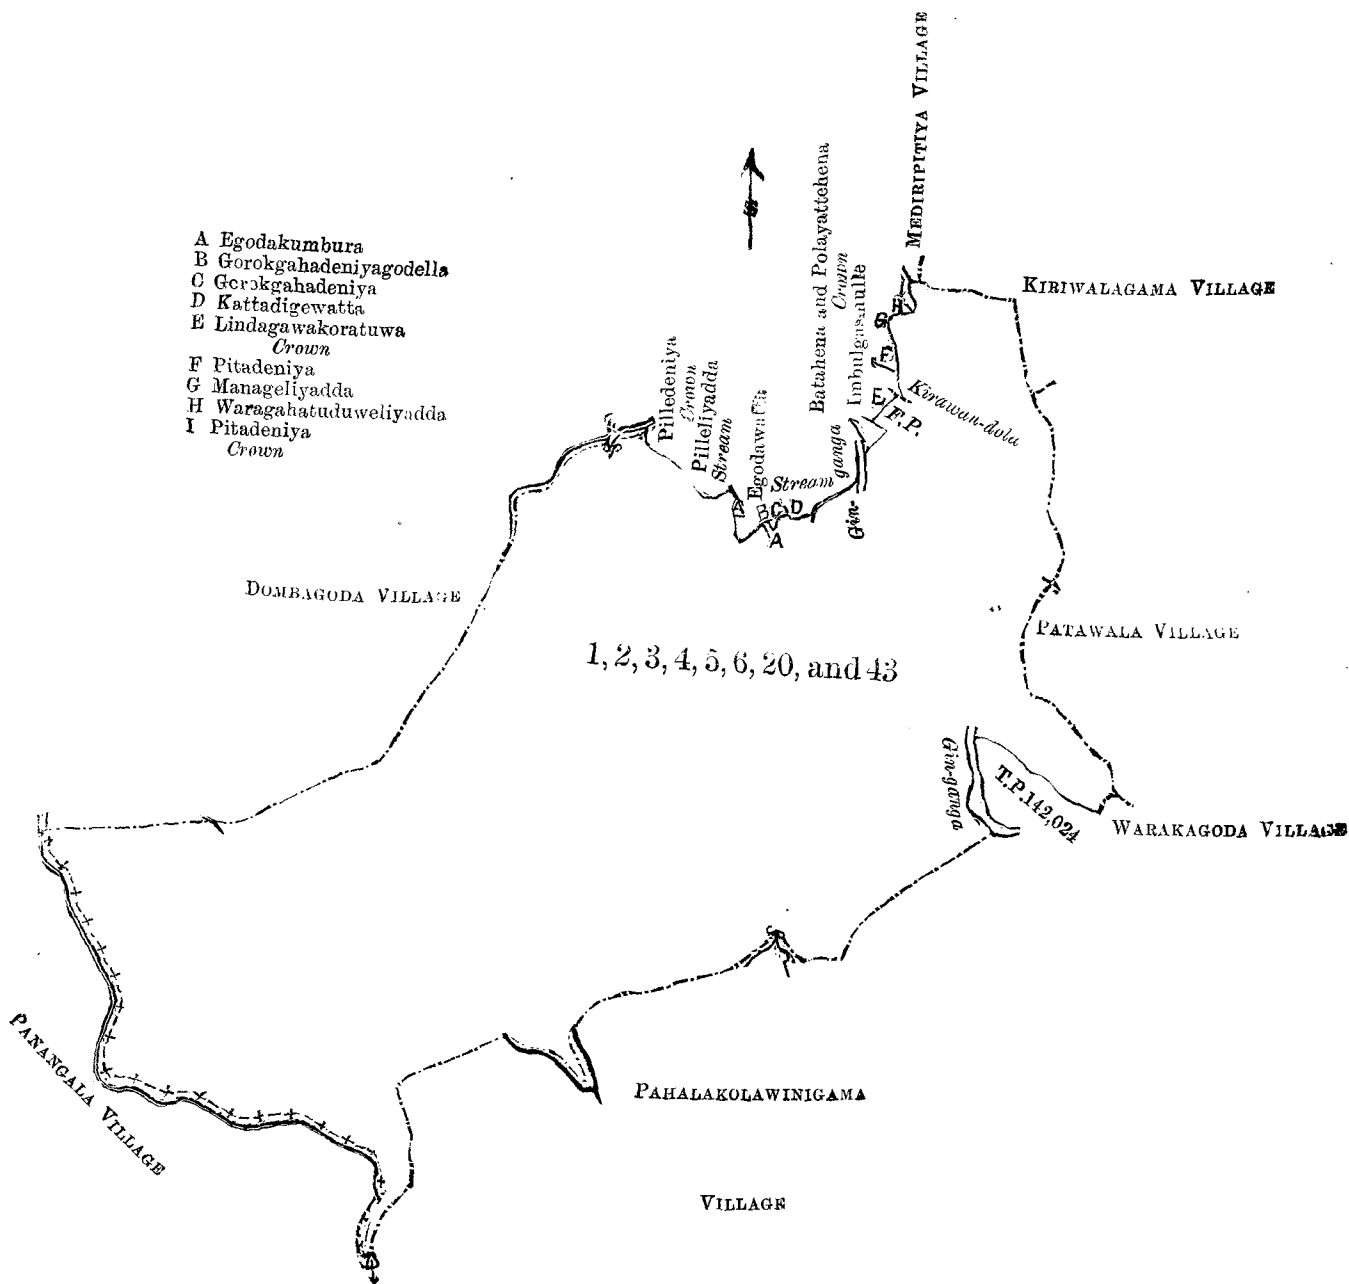 MEDIRIPITIYA VILLAGE
A Egodakumbura
B Gorokgahadeniyagodella
C Gorokgahadeniya
D Kattadigewatta
E Lindagawakoratuwa
Crown
F Pitadeniya
G Manageliyadda
H Waragahatuduweliyadda
I Pitadeniya
Crown
Batahena and Polayattehena
Crown
Imbulgasmulle
KIRIWALAGAMA VILLAGE
H
G
F
E
F.P.
Kirawan-dola
Pilledeniya
Crown
Pilleliyadda
Stream
Egodawatta
Stream
Gin-ganga
A
B
C
D
A
DOMBAGODA VILLAGE
PATAWALA VILLAGE
1, 2, 3, 4, 5, 6, 20, and 43
Gin-ganga
T.P. 142,024
WARAKAGODA VILLAGE
PANANGALA VILLAGE
PAHALAKOLAWINIGAMA
VILLAGE